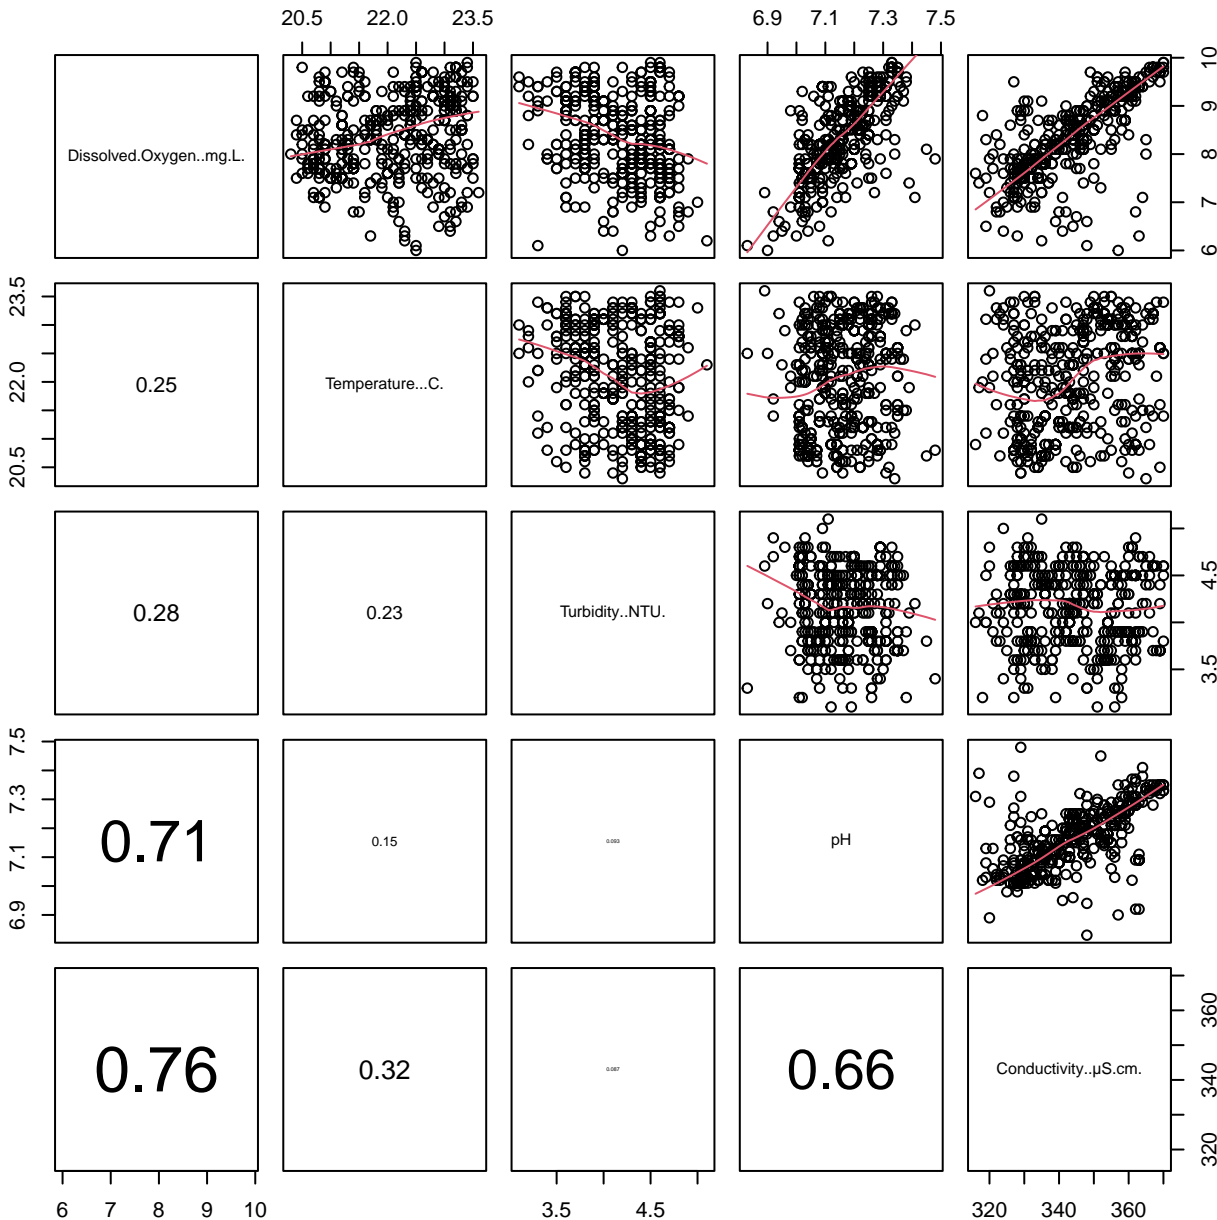 20.5 22.0 23.5 6.9 7.1 7.3 7.5
Dissolved.Oxygen..mg.L.
6 7 8 9 10
20.5 22.0 23.5
0.25
Temperature...C.
0.28
0.23
Turbidity..NTU.
3.5 4.5
6.9 7.1 7.3 7.5
0.71
0.15
0.093
pH
0.76
0.32
0.087
0.66
Conductivity..µS.cm.
320 340 360
6 7 8 9 10 3.5 4.5 320 340 360